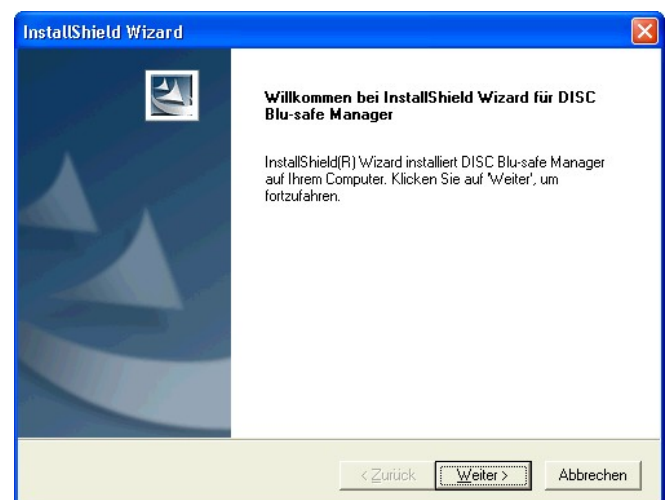 InstallShield Wizard
Willkommen bei InstallShield Wizard für DISC
Blu-safe Manager
InstallShield(R) Wizard installiert DISC Blu-safe Manager
auf Ihrem Computer. Klicken Sie auf 'Weiter', um
fortzufahren.
< Zurück
Weiter >
Abbrechen